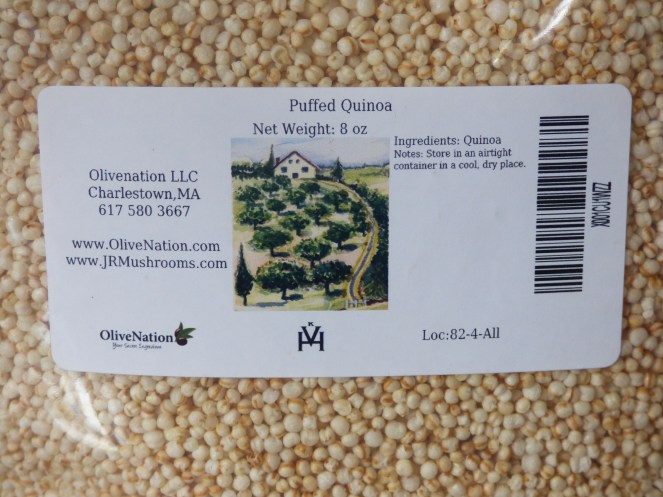 Puffed Quinoa
Net Weight: 8 oz
Olivenation LLC
Charlestown,MA
617 580 3667
www.OliveNation.com
www.JRMushrooms.com
Ingredients: Quinoa
Notes: Store in an airtight
container in a cool, dry place.
OliveNation
Loc:82-4-All